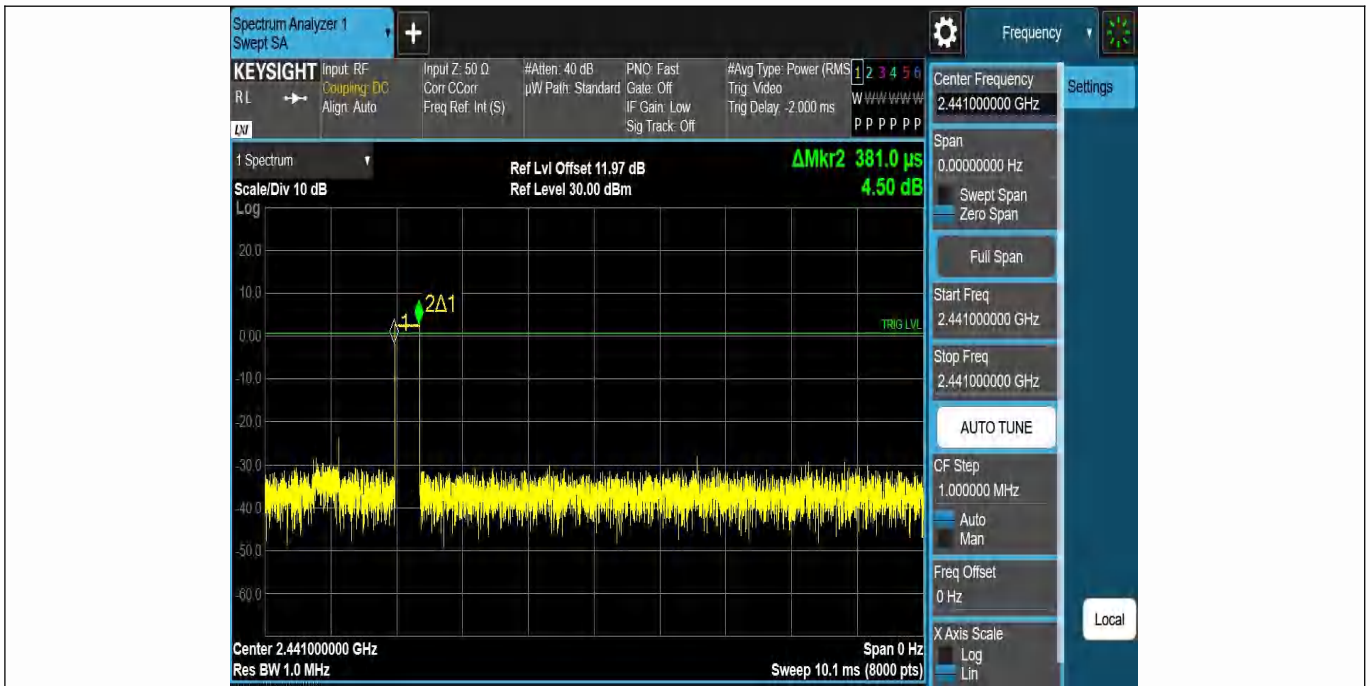 Spectrum Analyzer 1
Swept SA
+
Frequency
KEYSIGHT
RL
LXI
Input: RF
Coupling: DC
Align: Auto
Input Z: 50 Ω
Corr CCorr
Freq Ref: Int (S)
#Atten: 40 dB
µW Path: Standard
PNO: Fast
Gate: Off
IF Gain: Low
Sig Track: Off
#Avg Type: Power (RMS
Trig: Video
Trig Delay: -2.000 ms
1 2 3 4 5 6
W W W W W W
P P P P P P
Center Frequency
2.441000000 GHz
Settings
1 Spectrum
Ref Lvl Offset 11.97 dB
ΔMkr2 381.0 µs
Scale/Div 10 dB
Ref Level 30.00 dBm
4.50 dB
Log
20.0
10.0
0.00
-10.0
-20.0
-30.0
-40.0
-50.0
-60.0
1
2Δ1
TRIG LVL
Span
0.00000000 Hz
Swept Span
Zero Span
Full Span
Start Freq
2.441000000 GHz
Stop Freq
2.441000000 GHz
AUTO TUNE
CF Step
1.000000 MHz
Auto
Man
Freq Offset
0 Hz
X Axis Scale
Log
Lin
Local
Center 2.441000000 GHz
Span 0 Hz
Res BW 1.0 MHz
Sweep 10.1 ms (8000 pts)